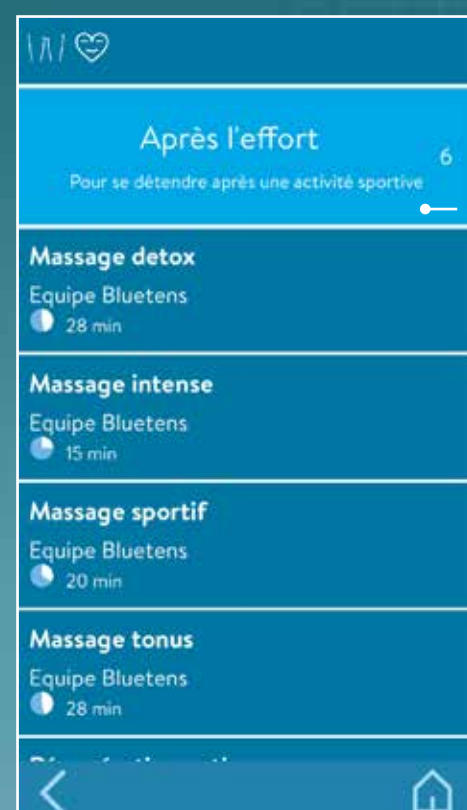 Après l'effort
6
Pour se détendre après une activité sportive
Massage detox
Equipe Bluetens
28 min
Massage intense
Equipe Bluetens
15 min
Massage sportif
Equipe Bluetens
20 min
Massage tonus
Equipe Bluetens
28 min